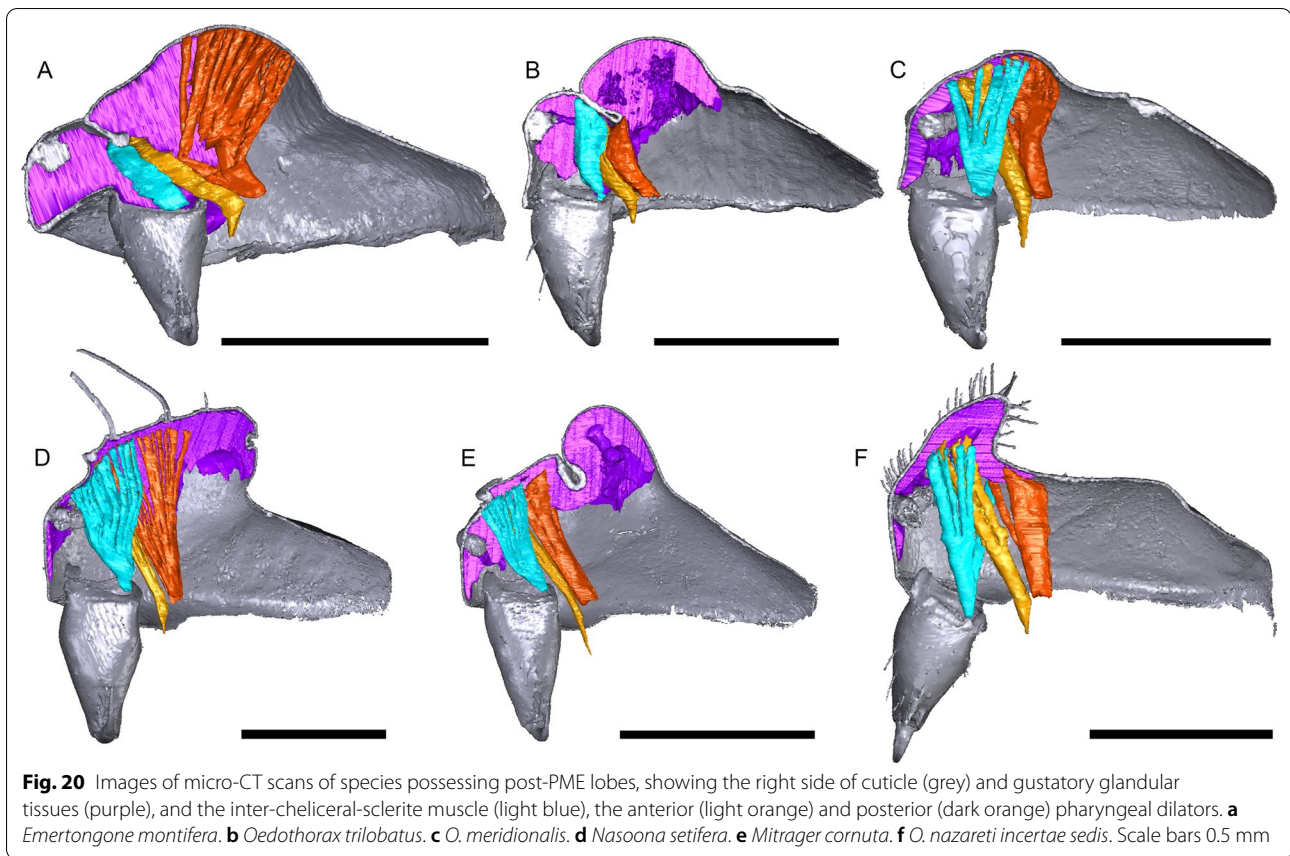 A
B
C
D
E
F
Fig. 20 Images of micro-CT scans of species possessing post-PME lobes, showing the right side of cuticle (grey) and gustatory glandular
tissues (purple), and the inter-cheliceral-sclerite muscle (light blue), the anterior (light orange) and posterior (dark orange) pharyngeal dilators. a
Emertongone montifera. b Oedothorax trilobatus. c O. meridionalis. d Nasoona setifera. e Mitrager cornuta. f O. nazareti incertae sedis. Scale bars 0.5 mm